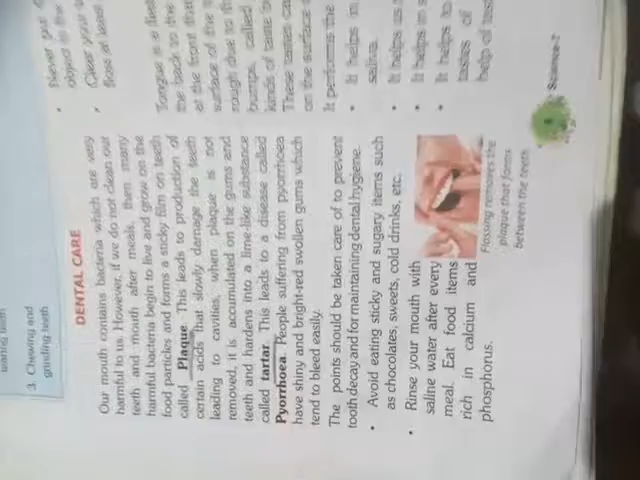 3. Chewing and
grinding teeth
DENTAL CARE
Our mouth contains bacteria which are very
harmful to us. However, if we do not clean out
teeth and mouth after meals, then many
harmful bacteria begin to live and grow on the
food particles and forms a sticky film on teeth
called Plaque. This leads to production of
certain acids that slowly damage the teeth
leading to cavities, when plaque is not
removed, it is accumulated on the gums and
teeth and hardens into a lime-like substance
called tartar. This leads to a disease called
Pyorrhoea. People suffering from pyorrhoea
have shiny and bright-red swollen gums which
tend to bleed easily.
The points should be taken care of to prevent
tooth decay and for maintaining dental hygiene.
• Avoid eating sticky and sugary items such
as chocolates, sweets, cold drinks, etc.
• Rinse your mouth with
saline water after every
meal. Eat food items
rich in calcium and
phosphorus.
Flossing removes the
plaque that forms
between the teeth
• Never put
object in the
• Clean your
floss at least
Tongue is a
the back to the
at the front that
surface of the
rough due to
bumps, called
kinds of taste
These tastes
on the surface
It performs the
• It helps in
saliva.
• It helps us
• It helps in
• It helps to
tastes of
help of
Science-7